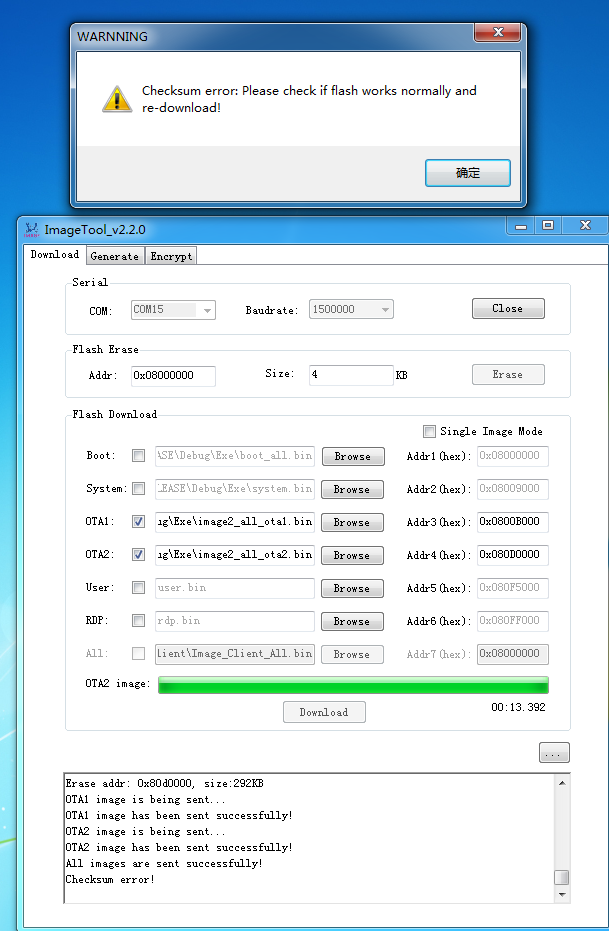 WARNNING
Checksum error: Please check if flash works normally and
re-download!
确定
ImageTool_v2.2.0
Download Generate Encrypt
Serial
COM: COM15 Baudrate: 1500000 Close
Flash Erase
Addr: 0x08000000 Size: 4 KB Erase
Flash Download
Single Image Mode
Boot: \SE\Debug\Exe\boot_all.bin Browse Addr1(hex): 0x08000000
System: LEASE\Debug\Exe\system.bin Browse Addr2(hex): 0x08009000
OTA1: ug\Exe\image2_all_ota1.bin Browse Addr3(hex): 0x0800B000
OTA2: ug\Exe\image2_all_ota2.bin Browse Addr4(hex): 0x080D0000
User: user.bin Browse Addr5(hex): 0x080F5000
RDP: rdp.bin Browse Addr6(hex): 0x080FF000
All: lient\Image_Client_All.bin Browse Addr7(hex): 0x08000000
OTA2 image:
00:13.392
Download
...
Erase addr: 0x80d0000, size:292KB
OTA1 image is being sent...
OTA1 image has been sent successfully!
OTA2 image is being sent...
OTA2 image has been sent successfully!
All images are sent successfully!
Checksum error!